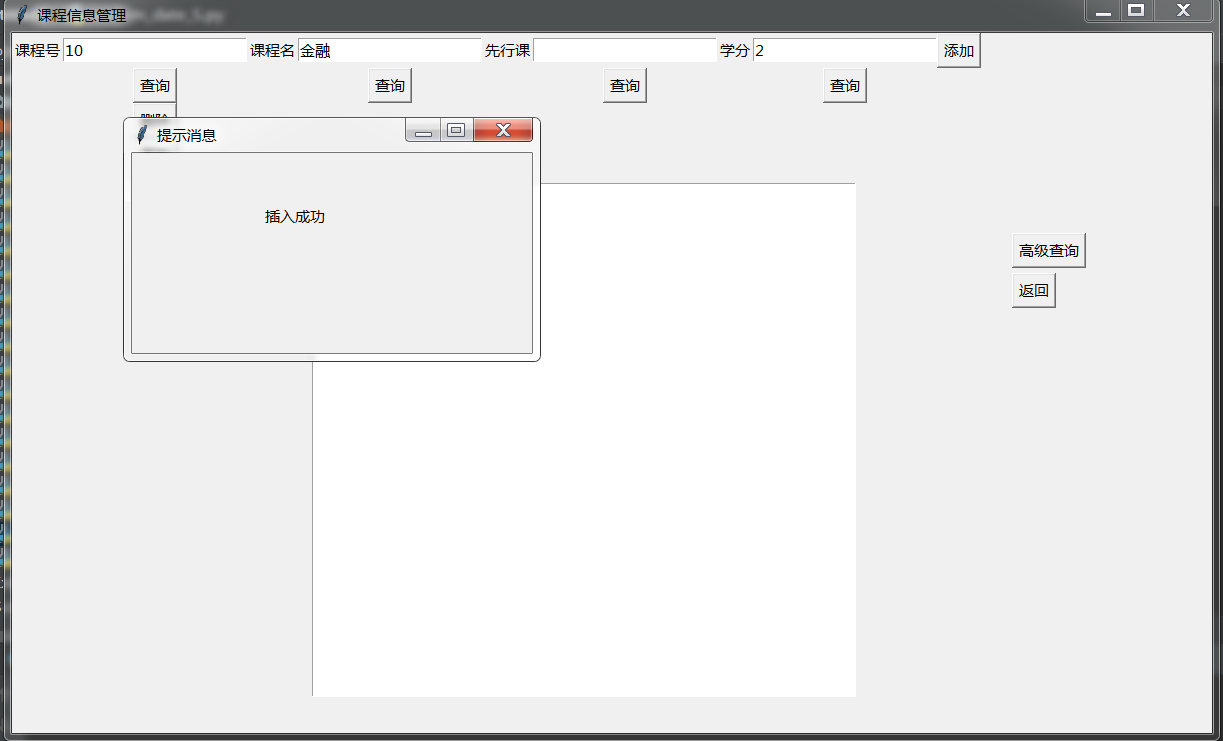 课程信息管理
课程号 10 课程名 金融 先行课 学分 2 添加
查询 查询 查询 查询
提示消息
插入成功
高级查询
返回